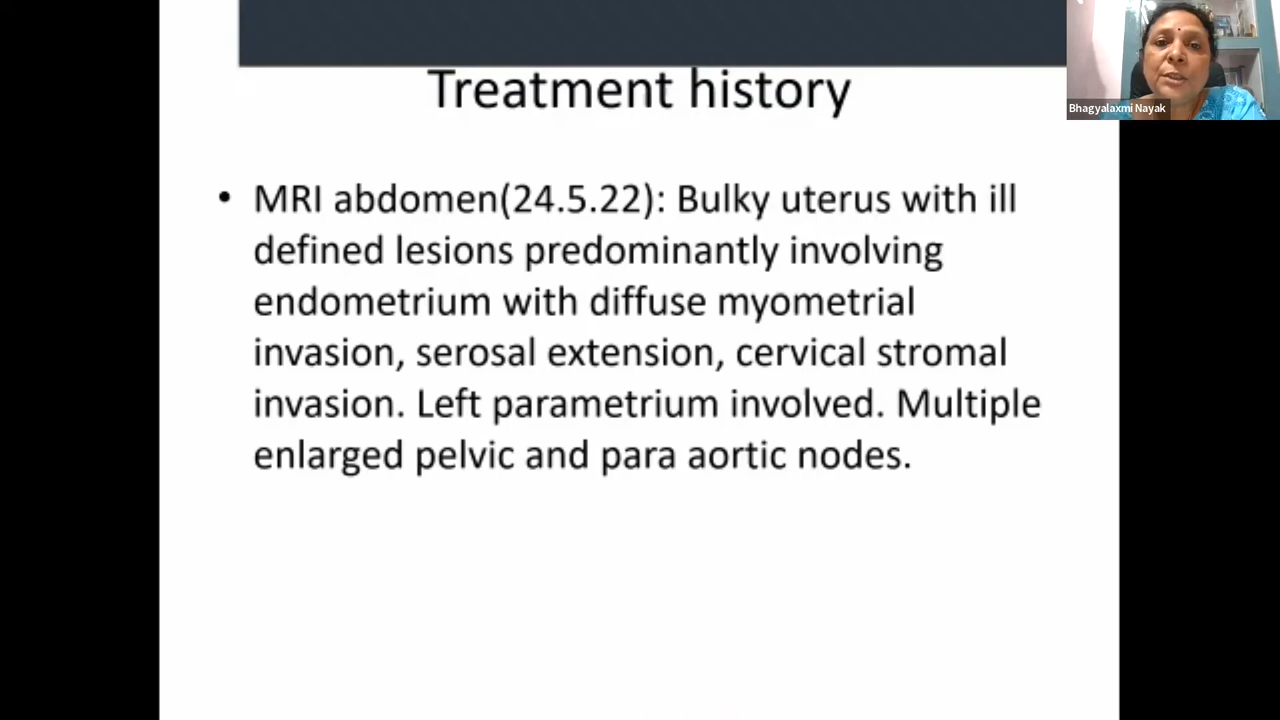 Treatment history
Bhagyalaxmi Nayak
• MRI abdomen(24.5.22): Bulky uterus with ill
defined lesions predominantly involving
endometrium with diffuse myometrial
invasion, serosal extension, cervical stromal
invasion. Left parametrium involved. Multiple
enlarged pelvic and para aortic nodes.